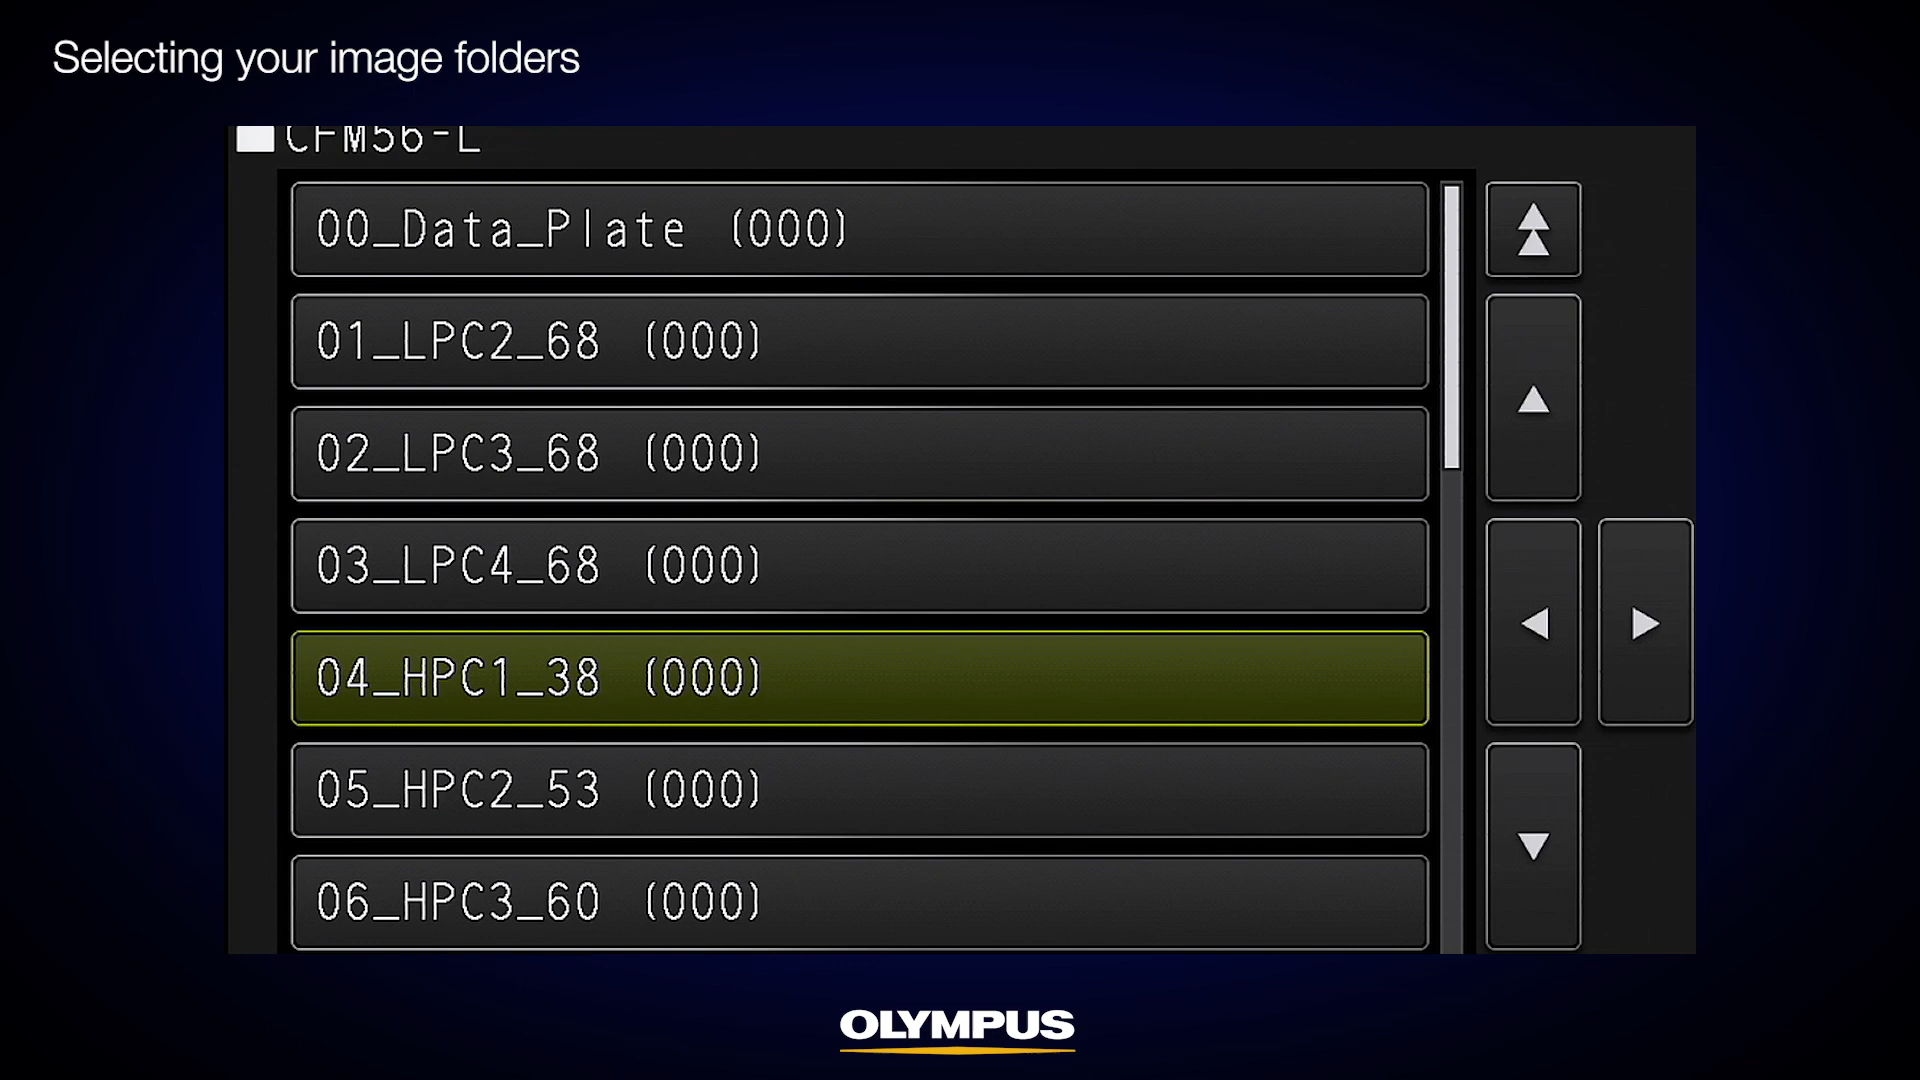 Selecting your image folders
CFM56-L
00_Data_Plate (000)
01_LPC2_68 (000)
02_LPC3_68 (000)
03_LPC4_68 (000)
04_HPC1_38 (000)
05_HPC2_53 (000)
06_HPC3_60 (000)
OLYMPUS